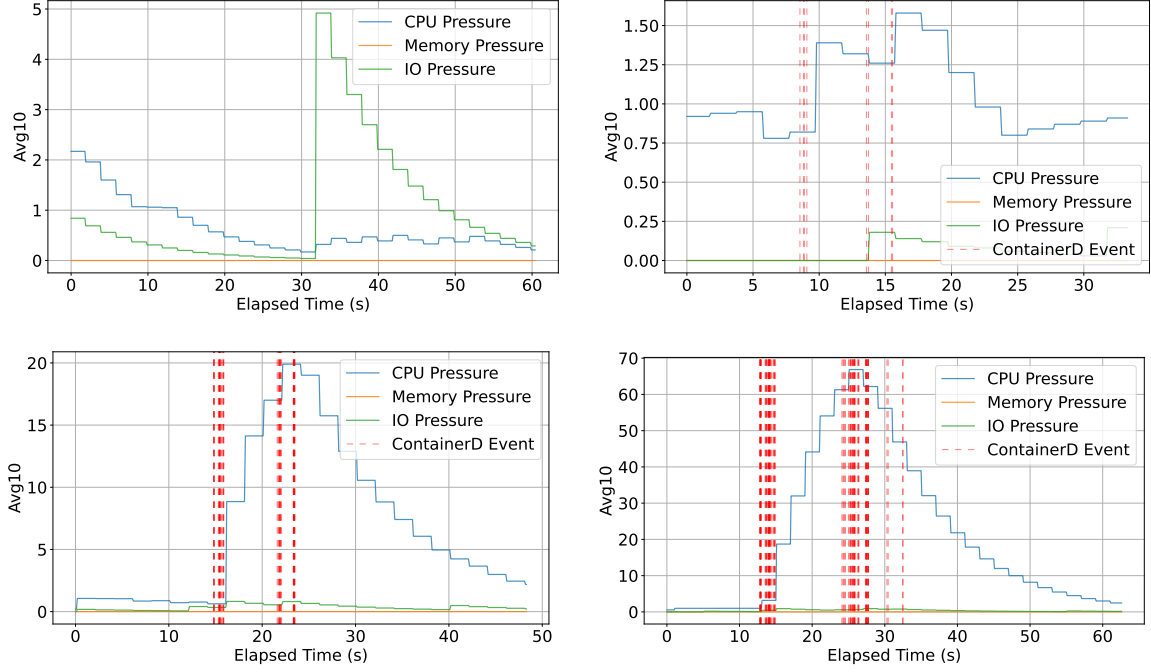 5
4
3
2
1
0
Avg10
CPU Pressure
Memory Pressure
IO Pressure
0 10 20 30 40 50 60
Elapsed Time (s)
1.50
1.25
1.00
0.75
0.50
0.25
0.00
Avg10
CPU Pressure
Memory Pressure
IO Pressure
ContainerD Event
0 5 10 15 20 25 30
Elapsed Time (s)
20
15
10
5
0
Avg10
CPU Pressure
Memory Pressure
IO Pressure
ContainerD Event
0 10 20 30 40 50
Elapsed Time (s)
70
60
50
40
30
20
10
0
Avg10
CPU Pressure
Memory Pressure
IO Pressure
ContainerD Event
0 10 20 30 40 50 60
Elapsed Time (s)